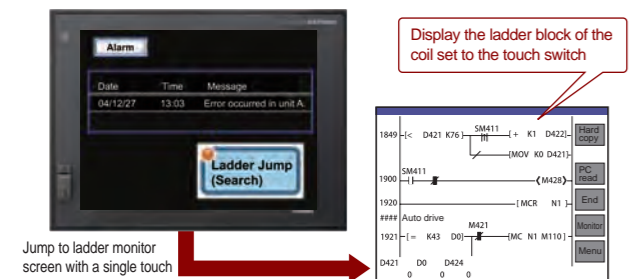 Alarm
Date Time Message
04/12/27 13:03 Error occurred in unit A.
Ladder Jump
(Search)
Jump to ladder monitor
screen with a single touch
Display the ladder block of the
coil set to the touch switch
1849 [< D421 K76] SM411 [+ K1 D422]
[MOV K0 D421]
SM411
1900 (M428)
1920 [MCR N1 ]
#### Auto drive
M421
1921 [= K43 D0] [MC N1 M110]
D421 D0 D424
0 0 0
Hard
copy
PC
read
End
Monitor
Menu